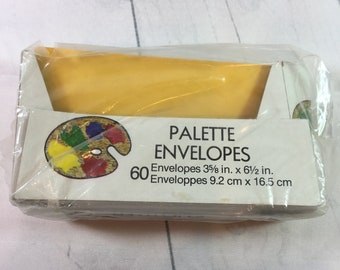 PALETTE
ENVELOPES
60 Envelopes 3⅝ in. x 6½ in.
Enveloppes 9.2 cm x 16.5 cm